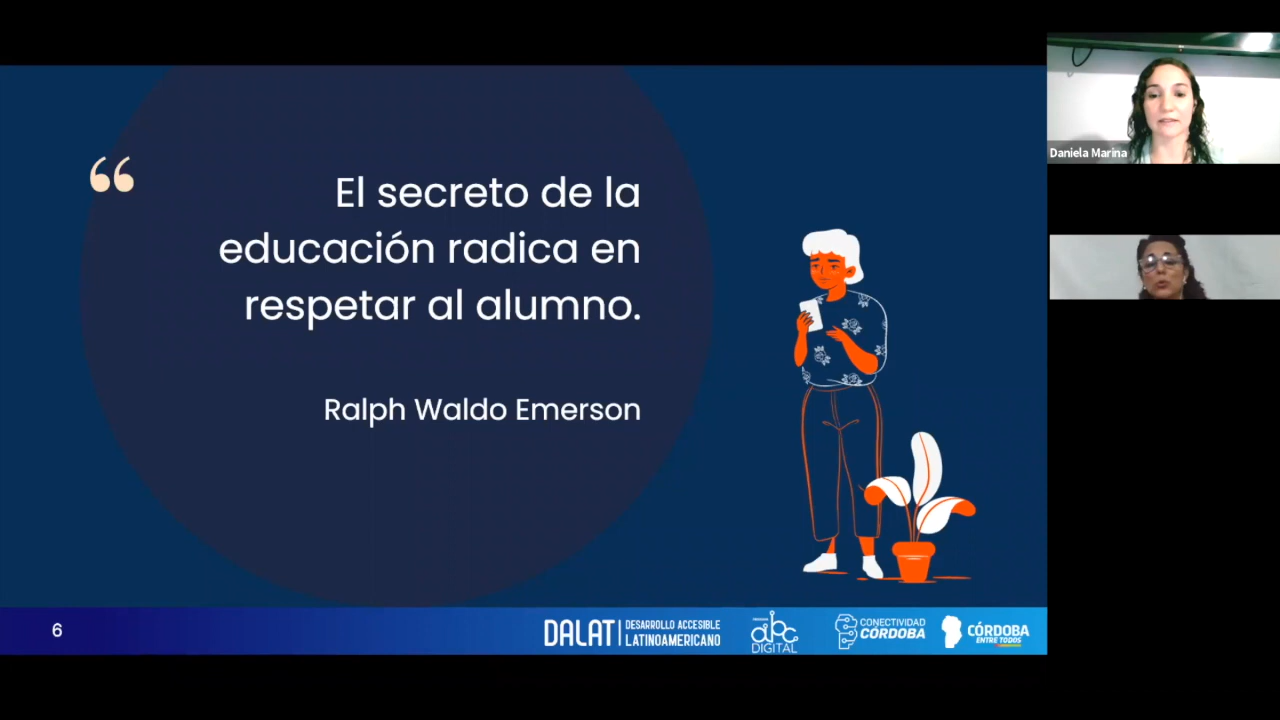 “
El secreto de la
educación radica en
respetar al alumno.
Ralph Waldo Emerson
Daniela Marina
6
DALAT
DESARROLLO ACCESIBLE
LATINOAMERICANO
PROGRAMA
abc
DIGITAL
CONECTIVIDAD
CÓRDOBA
CÓRDOBA
ENTRE TODOS